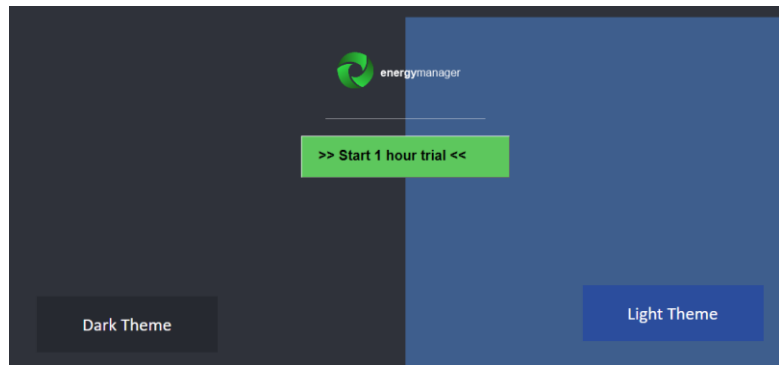 energymanager
>> Start 1 hour trial <<
Dark Theme
Light Theme